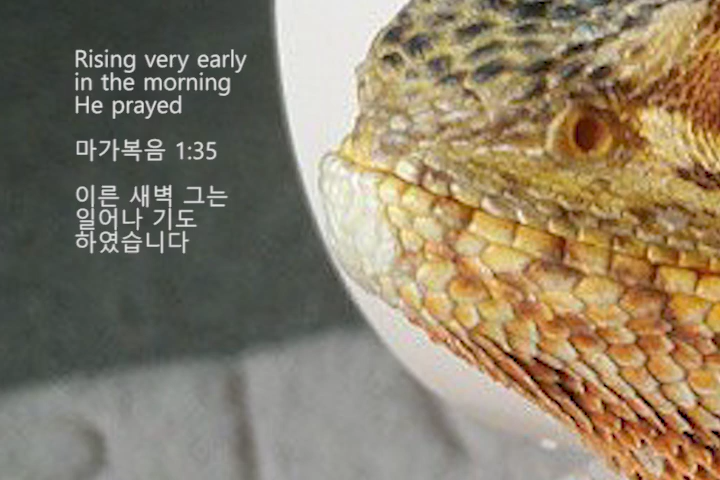 Rising very early
in the morning
He prayed
마가복음 1:35
이른 새벽 그는
일어나 기도
하였습니다